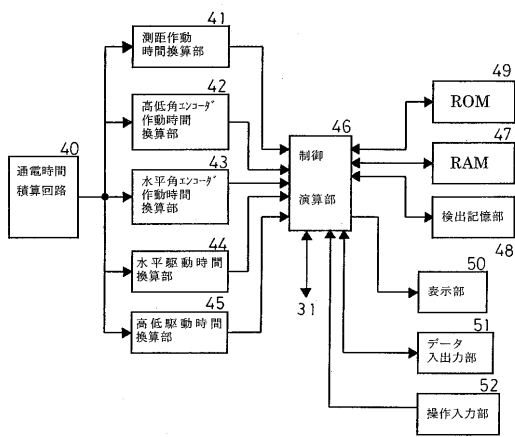 40
通電時間
積算回路
41
測距作動
時間換算部
42
高低角エンコーダ
作動時間
換算部
43
水平角エンコーダ
作動時間
換算部
44
水平駆動時間
換算部
45
高低駆動時間
換算部
46
制御
演算部
31
49
ROM
47
RAM
検出記憶部
48
50
表示部
51
データ
入出力部
52
操作入力部